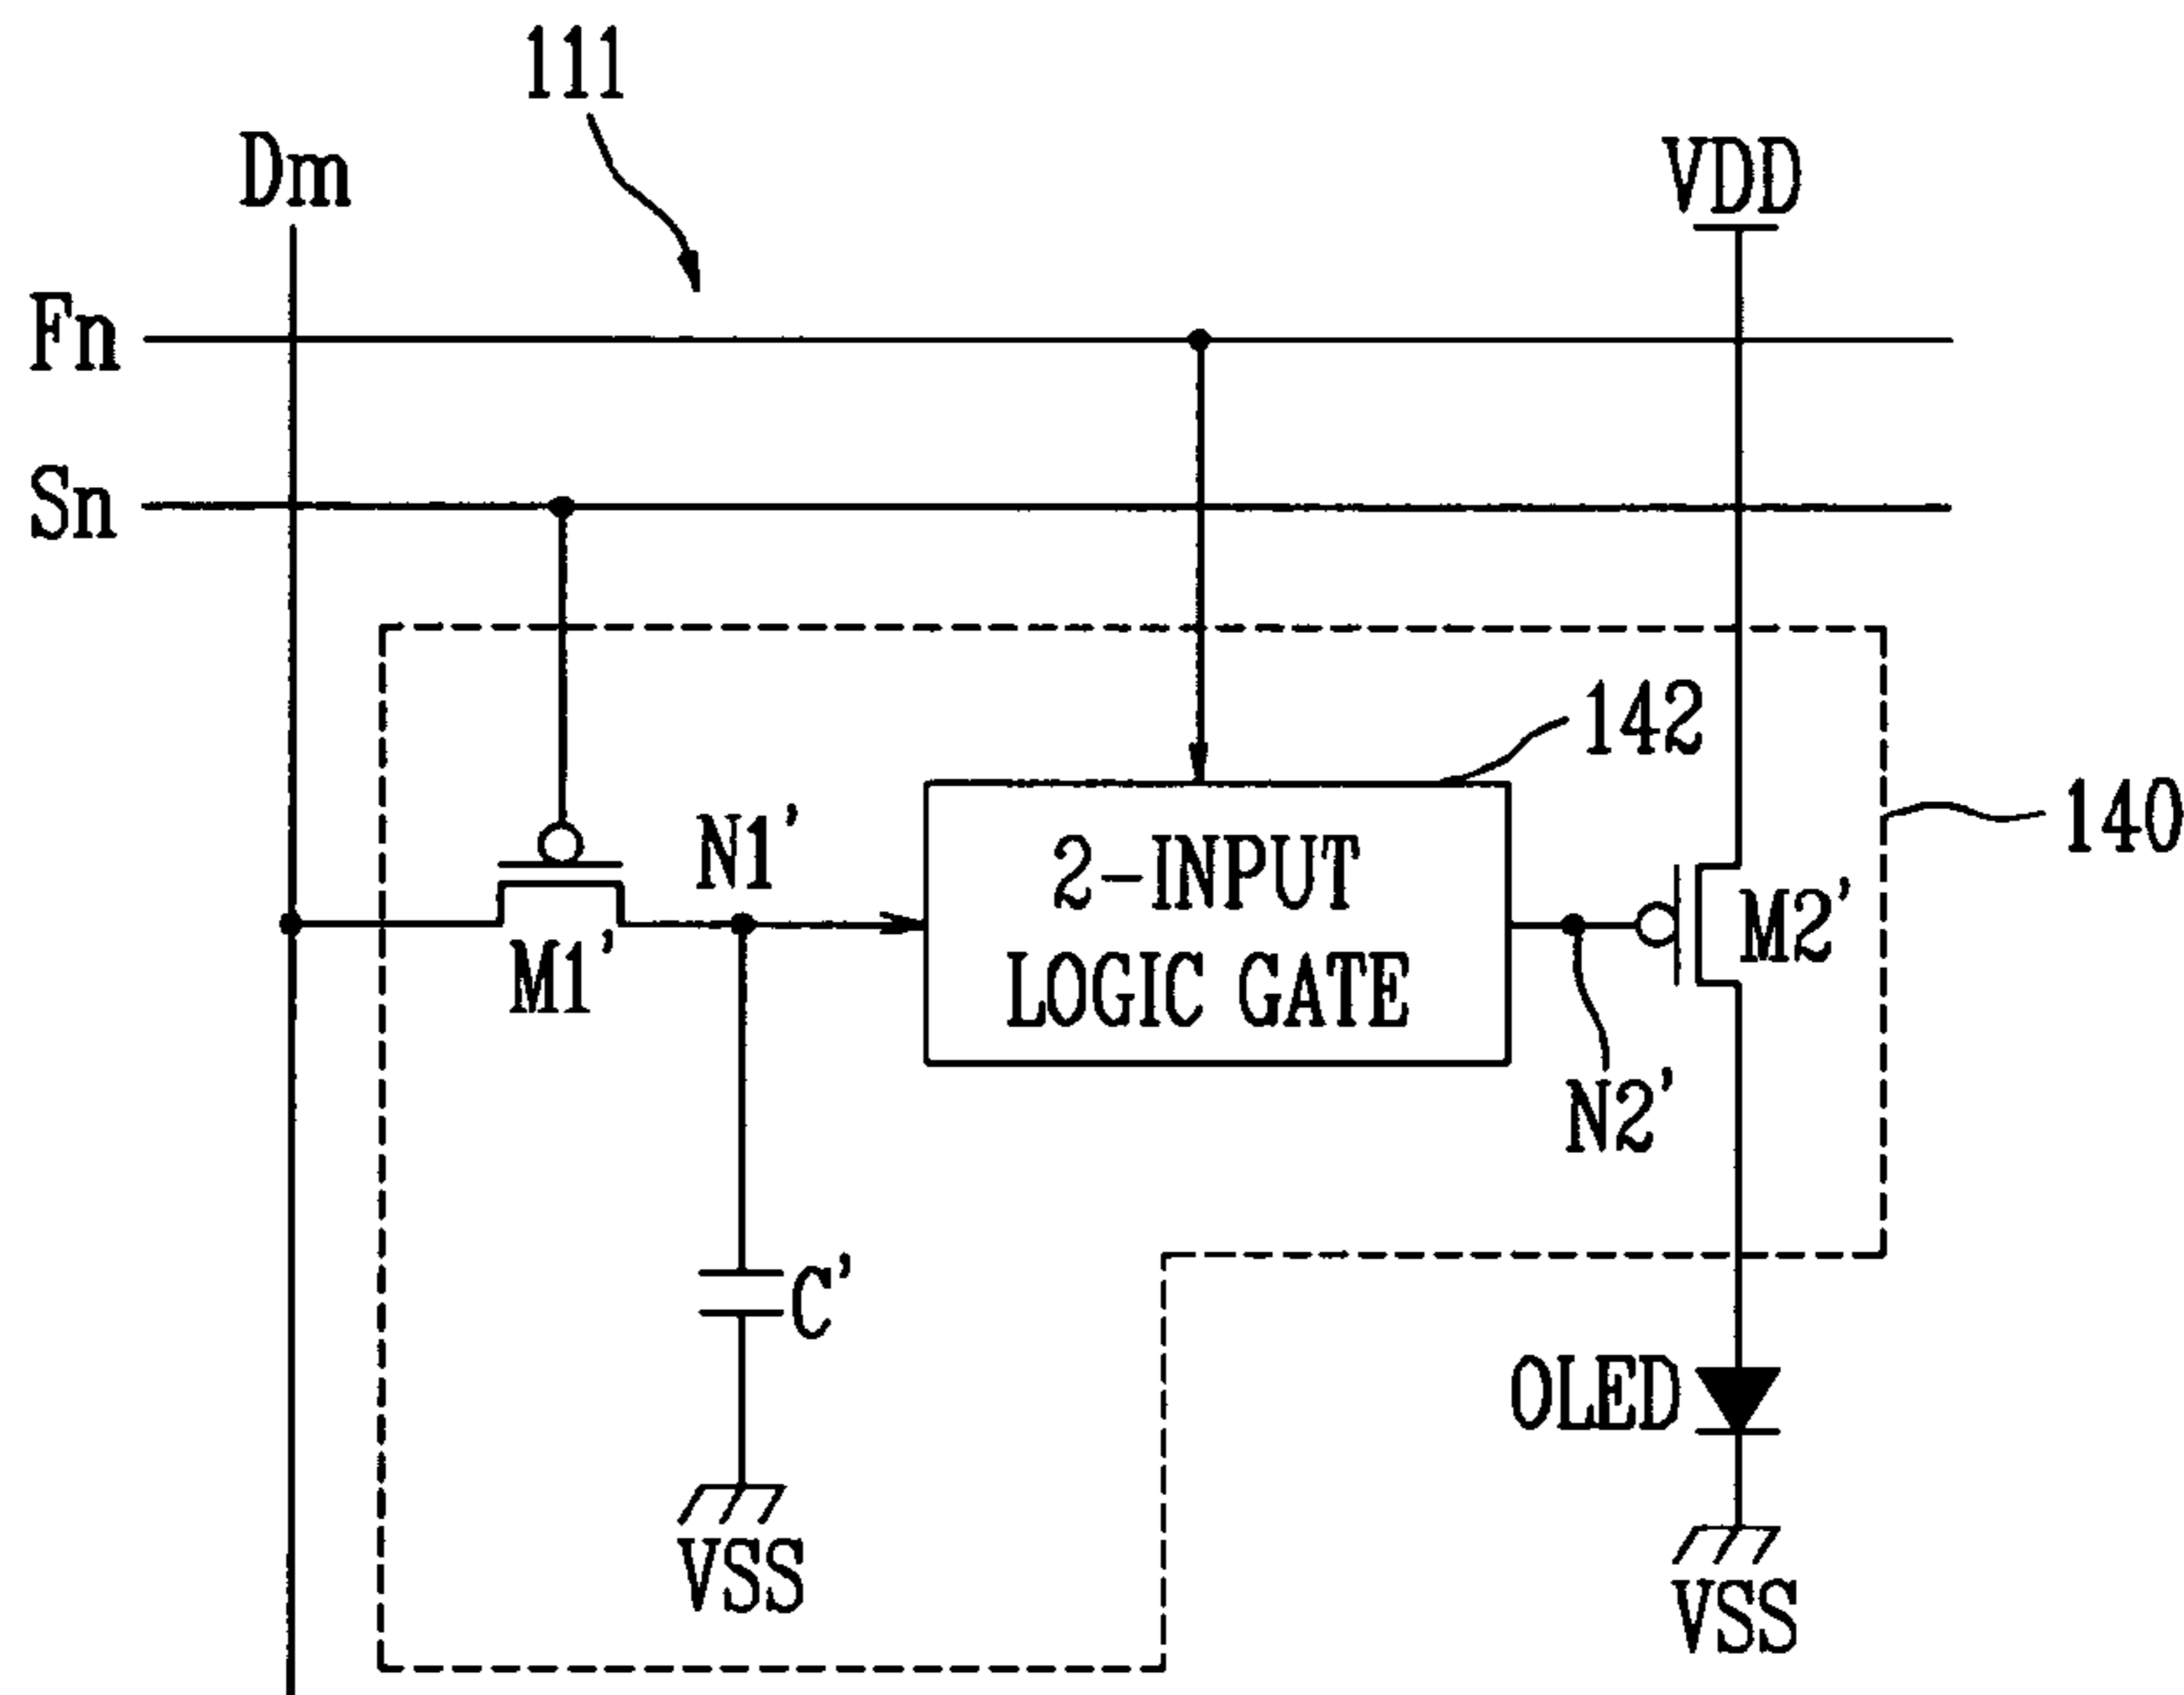 111
Dm
VDD
Fn
Sn
142
140
N1'
2-INPUT
LOGIC GATE
M1'
M2'
N2'
C'
OLED
VSS
VSS